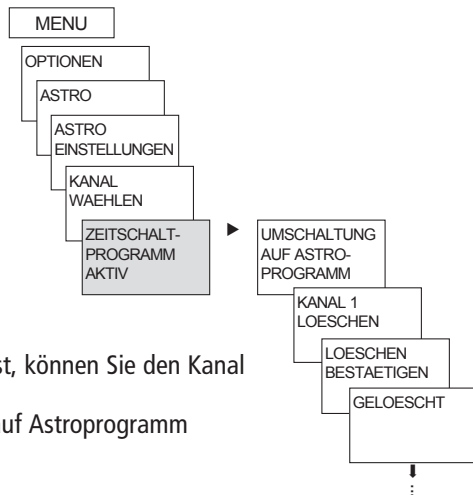 MENU
OPTIONEN
ASTRO
ASTRO
EINSTELLUNGEN
KANAL
WAEHLEN
ZEITSCHALT-
PROGRAMM
AKTIV
UMSCHALTUNG
AUF ASTRO-
PROGRAMM
KANAL 1
LOESCHEN
LOESCHEN
BESTAETIGEN
GELOESCHT
st, können Sie den Kanal
uf Astroprogramm